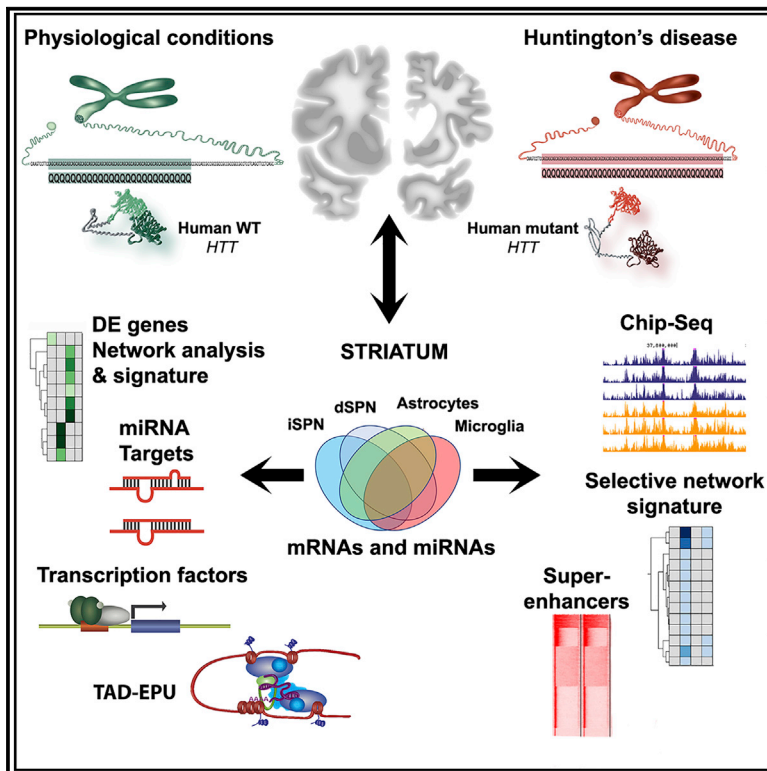 Physiological conditions
Huntington's disease
QQQQQQQQQQQQQQQQQQQQ
Human WT
HTT
Human mutant
HTT
DE genes
Network analysis
& signature
STRIATUM
Chip-Seq
37,880,000|
iSPN
dSPN
Astrocytes
Microglia
miRNA
Targets
mRNAs and miRNAs
Selective network
signature
Transcription factors
Super-
enhancers
TAD-EPU